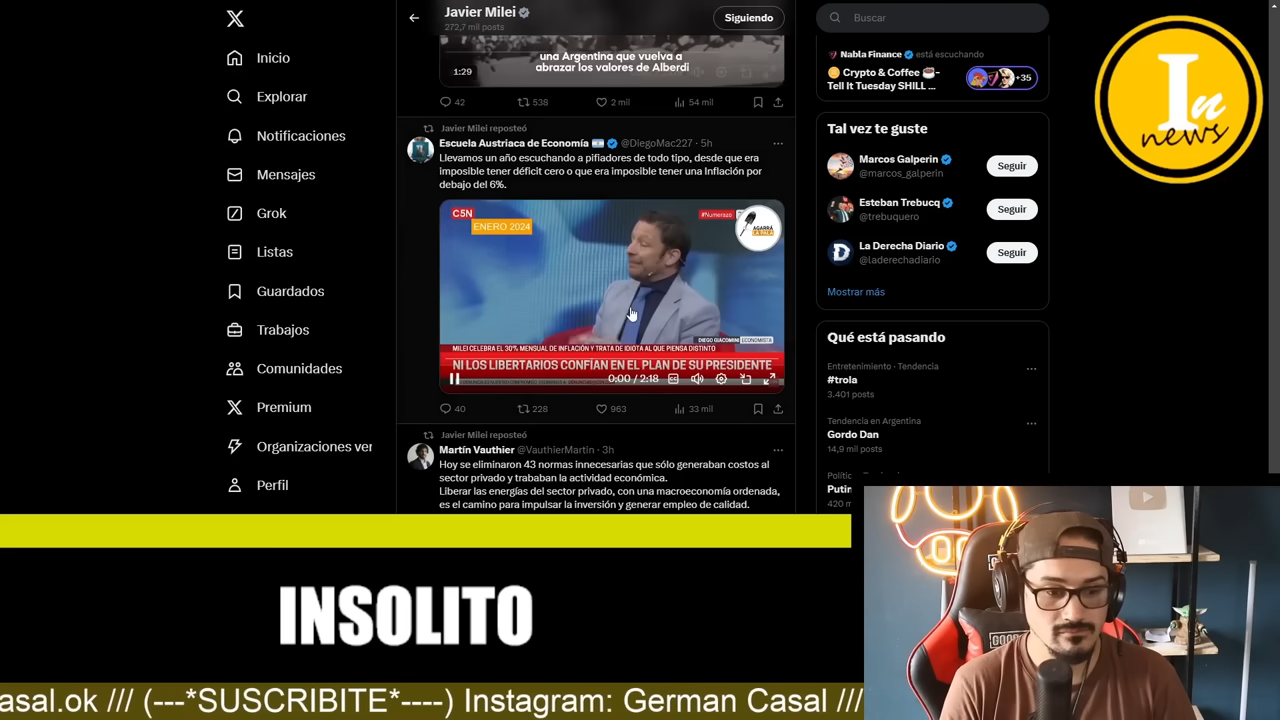 Inicio
Explorar
Notificaciones
Mensajes
Grok
Listas
Guardados
Trabajos
Comunidades
Premium
Organizaciones ver
Perfil
Javier Milei
272,7 mil posts
Siguiendo
una Argentina que vuelva a
abrazar los valores de Alberdi
1:29
42 538 2 mil 54 mil
Javier Milei reposteó
Escuela Austriaca de Economía @DiegoMac227 · 5h
Llevamos un año escuchando a pifiadores de todo tipo, desde que era
imposible tener déficit cero o que era imposible tener una Inflación por
debajo del 6%.
C5N
ENERO 2024
#Numerazo
AGARRÁ
LA PALA
DIEGO GIACOMINI ECONOMISTA
MILEI CELEBRA EL 30% MENSUAL DE INFLACIÓN Y TRATA DE IDIOTA AL QUE PIENSA DISTINTO
NI LOS LIBERTARIOS CONFÍAN EN EL PLAN DE SU PRESIDENTE
0:00 / 2:18
40 228 963 33 mil
Javier Milei reposteó
Martín Vauthier @VauthierMartin · 3h
Hoy se eliminaron 43 normas innecesarias que sólo generaban costos al
sector privado y trababan la actividad económica.
Liberar las energías del sector privado, con una macroeconomía ordenada,
es el camino para impulsar la inversión y generar empleo de calidad.
Buscar
Nabla Finance está escuchando
Crypto & Coffee -
Tell It Tuesday SHILL ...
+35
Tal vez te guste
Marcos Galperin
@marcos_galperin
Seguir
Esteban Trebucq
@trebuquero
Seguir
La Derecha Diario
@laderechadiario
Seguir
Mostrar más
Qué está pasando
Entretenimiento · Tendencia
#trola
3.401 posts
Tendencia en Argentina
Gordo Dan
14,9 mil posts
Políti
Putin
420 m
In
news
INSOLITO
casal.ok /// (---*SUSCRIBITE*----) Instagram: German Casal ///